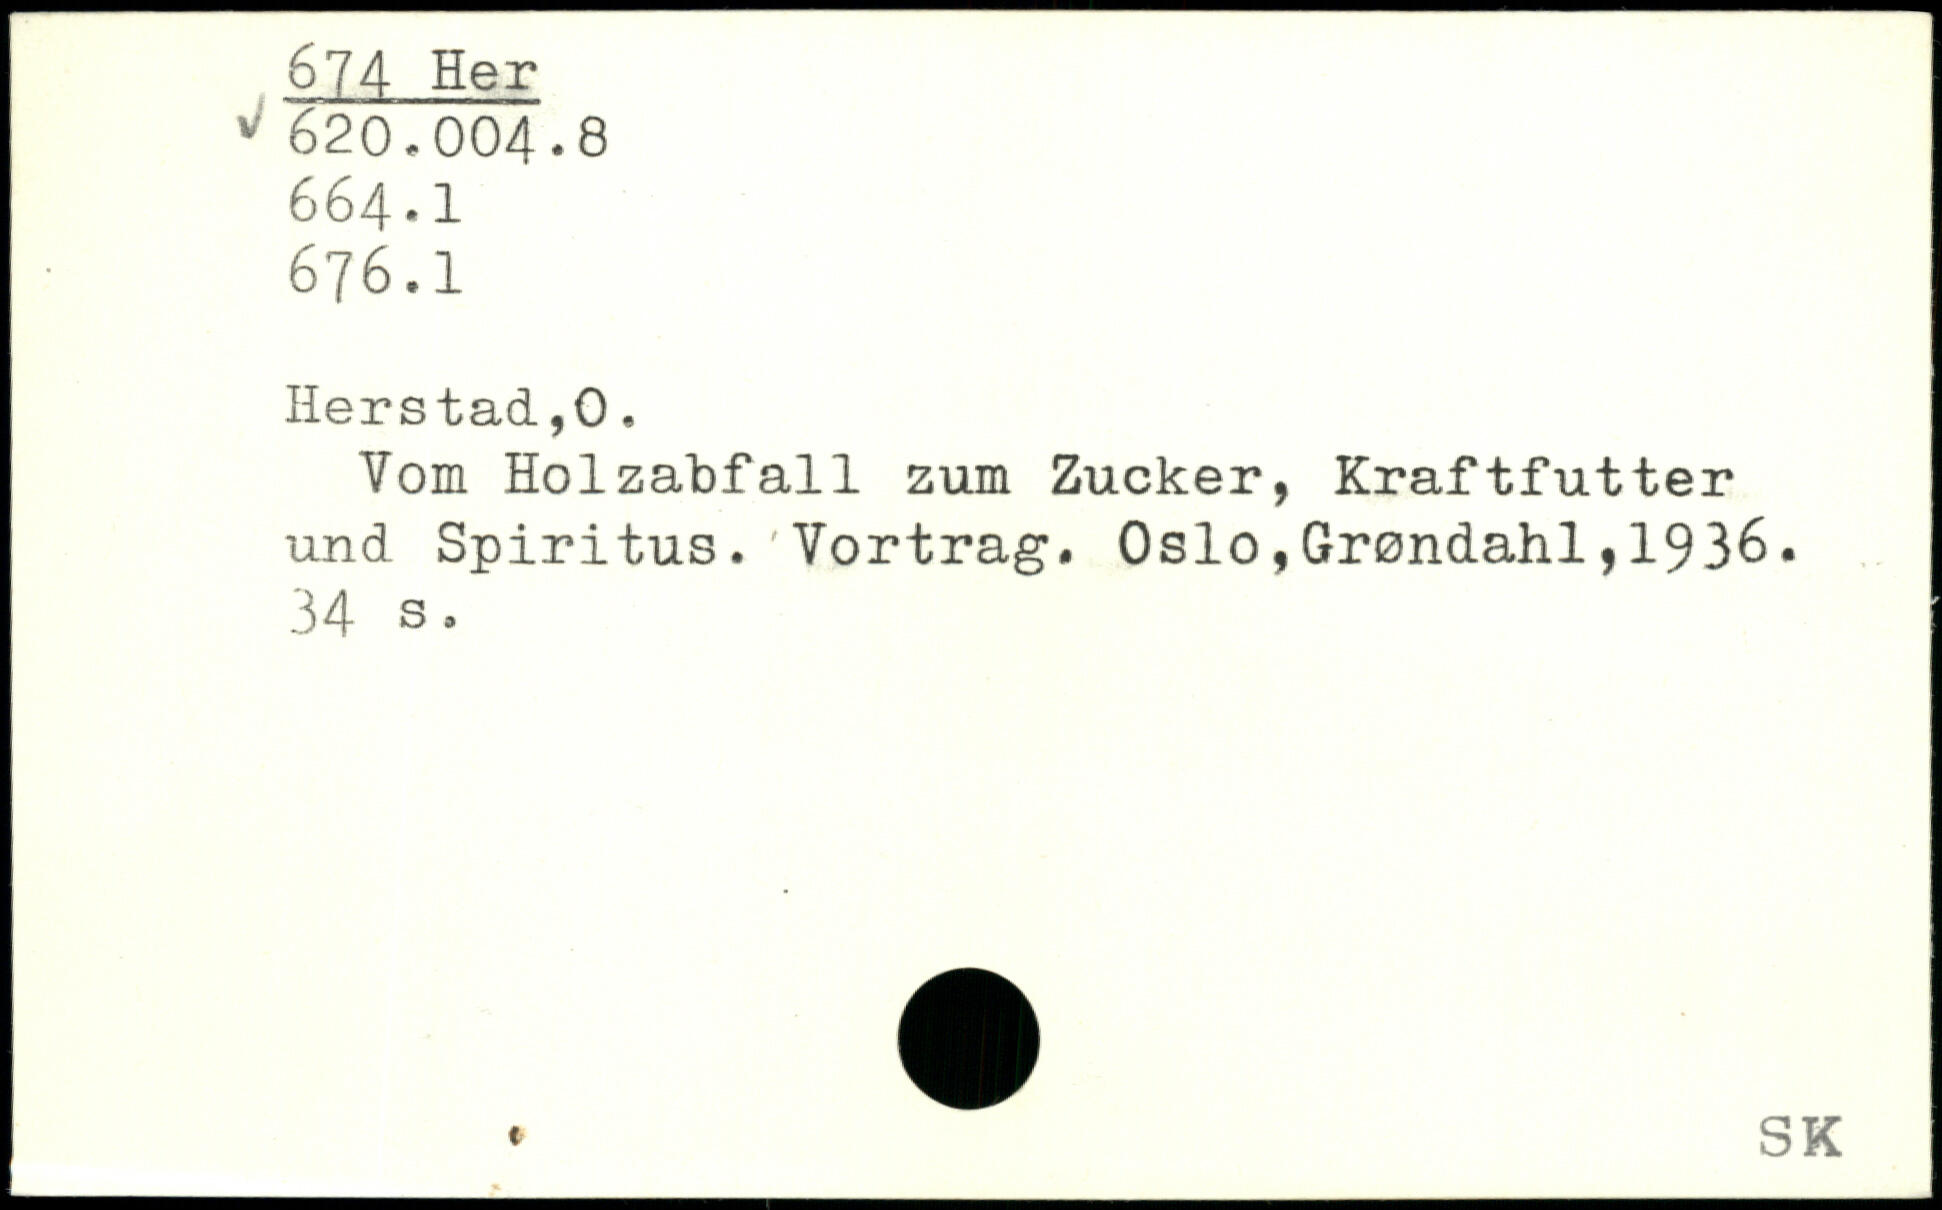 674 Her
✓ 620.004.8
664.1
676.1
Herstad,O.
Vom Holzabfall zum Zucker, Kraftfutter
und Spiritus. Vortrag. Oslo,Grøndahl,1936.
34 s.
SK